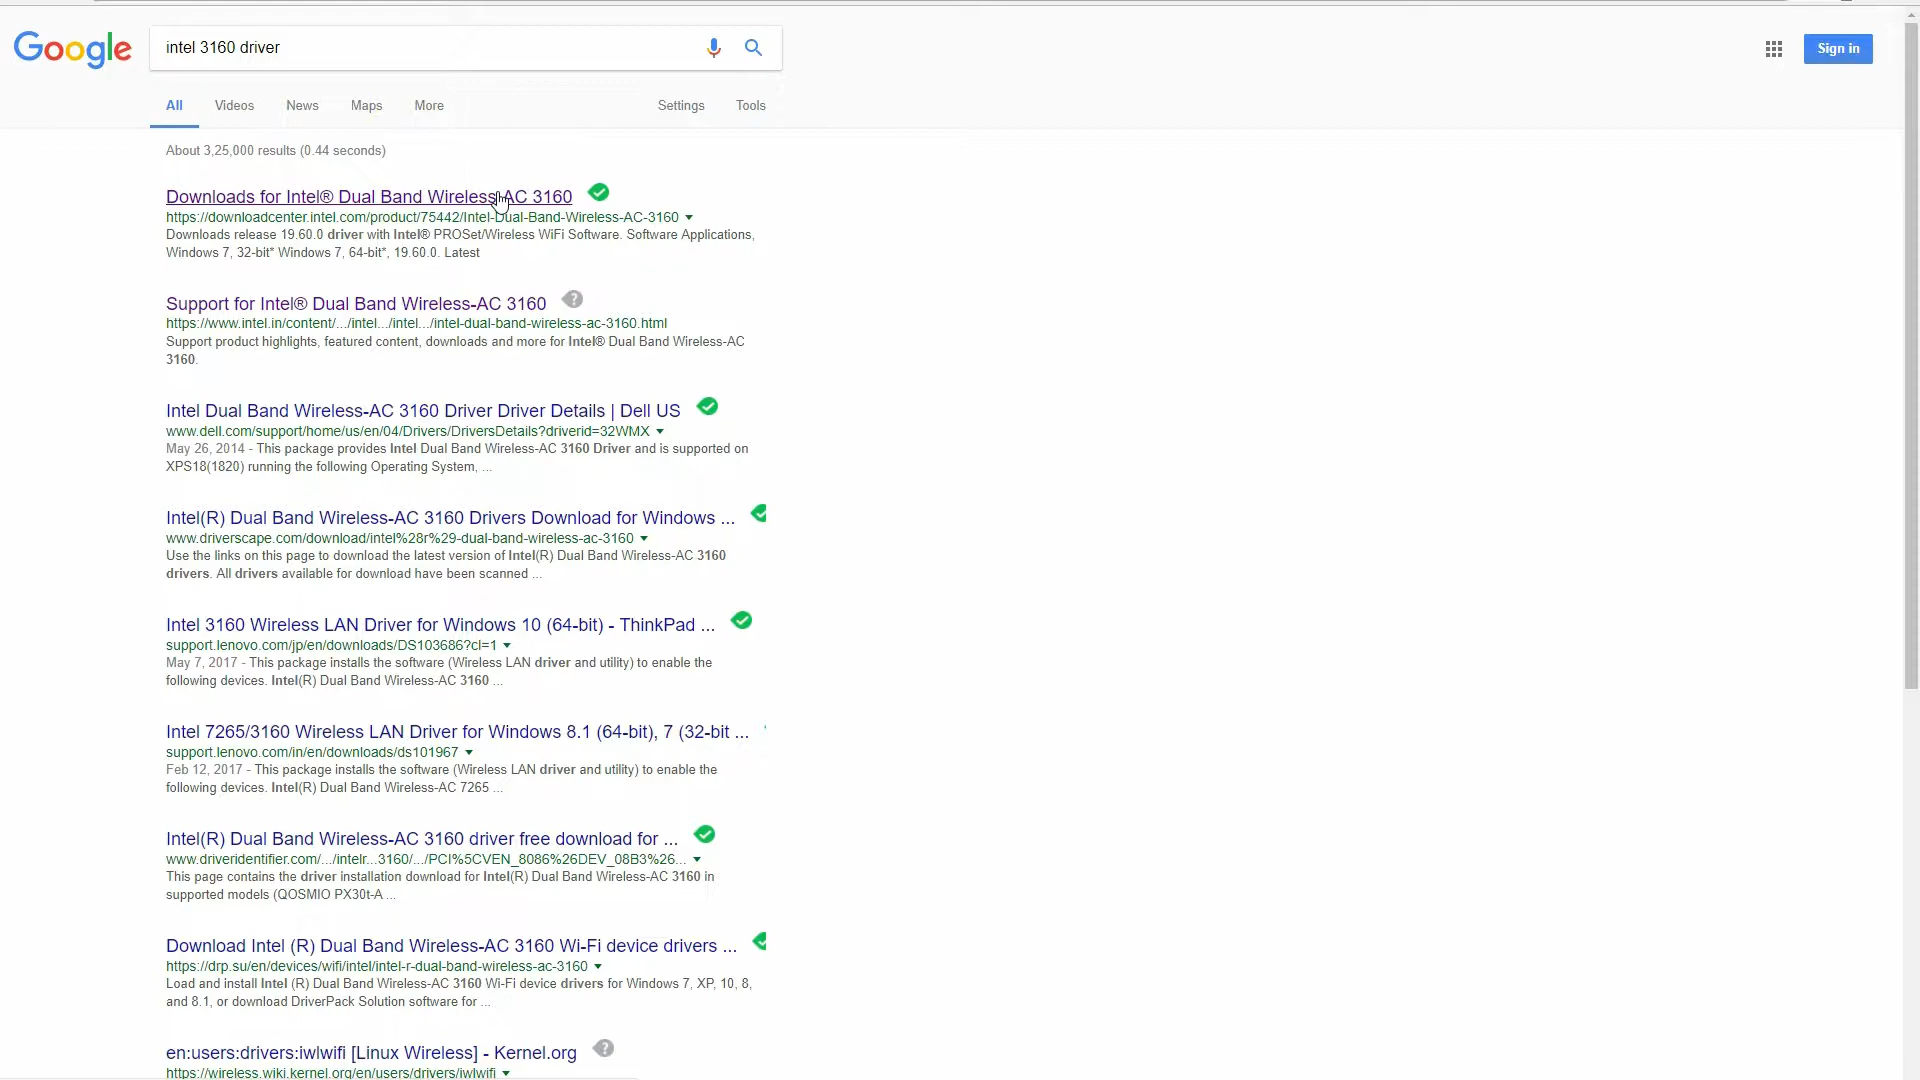 Google
intel 3160 driver
Sign in
All Videos News Maps More Settings Tools
About 3,25,000 results (0.44 seconds)
Downloads for Intel® Dual Band Wireless-AC 3160
https://downloadcenter.intel.com/product/75442/Intel-Dual-Band-Wireless-AC-3160
Downloads release 19.60.0 driver with Intel® PROSet/Wireless WiFi Software. Software Applications,
Windows 7, 32-bit* Windows 7, 64-bit*, 19.60.0. Latest
Support for Intel® Dual Band Wireless-AC 3160
https://www.intel.in/content/.../intel.../intel.../intel-dual-band-wireless-ac-3160.html
Support product highlights, featured content, downloads and more for Intel® Dual Band Wireless-AC
3160.
Intel Dual Band Wireless-AC 3160 Driver Driver Details | Dell US
www.dell.com/support/home/us/en/04/Drivers/DriversDetails?driverid=32WMX
May 26, 2014 - This package provides Intel Dual Band Wireless-AC 3160 Driver and is supported on
XPS18(1820) running the following Operating System, ...
Intel(R) Dual Band Wireless-AC 3160 Drivers Download for Windows ...
www.driverscape.com/download/intel%28r%29-dual-band-wireless-ac-3160
Use the links on this page to download the latest version of Intel(R) Dual Band Wireless-AC 3160
drivers. All drivers available for download have been scanned ...
Intel 3160 Wireless LAN Driver for Windows 10 (64-bit) - ThinkPad ...
support.lenovo.com/jp/en/downloads/DS103686?cl=1
May 7, 2017 - This package installs the software (Wireless LAN driver and utility) to enable the
following devices. Intel(R) Dual Band Wireless-AC 3160 ...
Intel 7265/3160 Wireless LAN Driver for Windows 8.1 (64-bit), 7 (32-bit ...
support.lenovo.com/in/en/downloads/ds101967
Feb 12, 2017 - This package installs the software (Wireless LAN driver and utility) to enable the
following devices. Intel(R) Dual Band Wireless-AC 7265 ...
Intel(R) Dual Band Wireless-AC 3160 driver free download for ...
www.driveridentifier.com/.../intelr...3160/.../PCI%5CVEN_8086%26DEV_08B3%26...
This page contains the driver installation download for Intel(R) Dual Band Wireless-AC 3160 in
supported models (QOSMIO PX30t-A ...
Download Intel (R) Dual Band Wireless-AC 3160 Wi-Fi device drivers ...
https://drp.su/en/devices/wifi/intel/intel-r-dual-band-wireless-ac-3160
Load and install Intel (R) Dual Band Wireless-AC 3160 Wi-Fi device drivers for Windows 7, XP, 10, 8,
and 8.1, or download DriverPack Solution software for ...
en:users:drivers:iwlwifi [Linux Wireless] - Kernel.org
https://wireless.wiki.kernel.org/en/users/drivers/iwlwifi